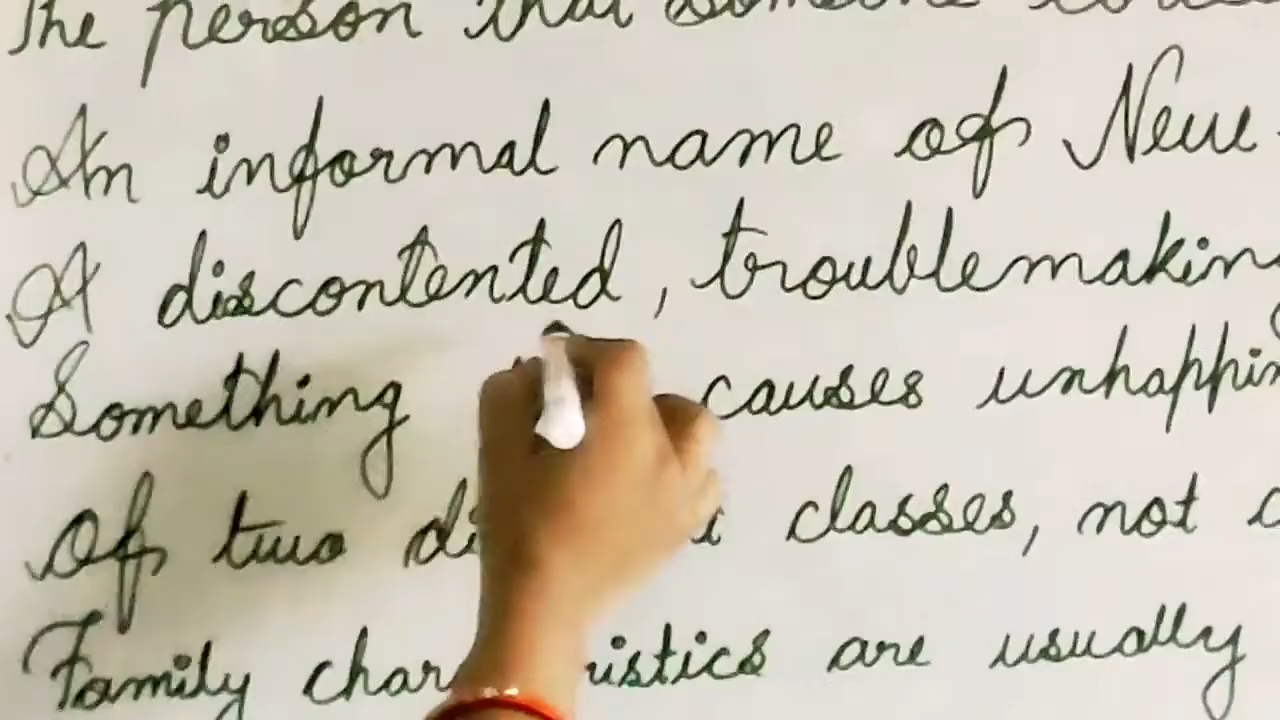 The person that someone
An informal name of New
A discontented, troublemakin
Something causes unhappin
Of two classes, not
Family are usually